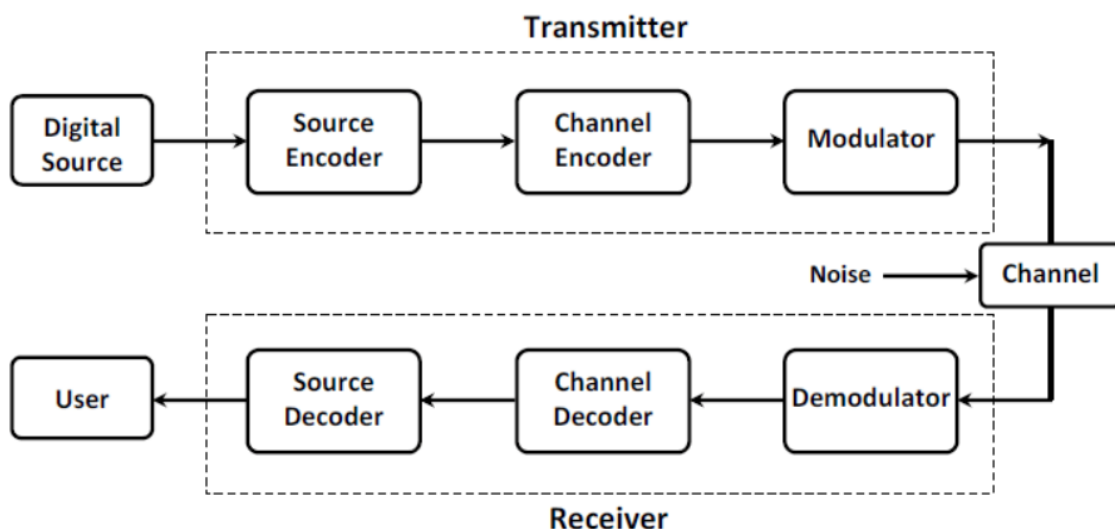 Transmitter
Digital
Source
Source
Encoder
Channel
Encoder
Modulator
Noise
Channel
User
Source
Decoder
Channel
Decoder
Demodulator
Receiver